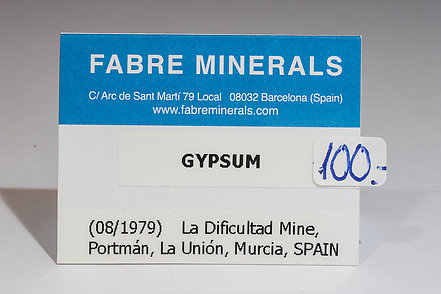 FABRE MINERALS
C/ Arc de Sant Martí 79 Local 08032 Barcelona (Spain)
www.fabreminerals.com
GYPSUM
100.-
(08/1979) La Dificultad Mine,
Portmán, La Unión, Murcia, SPAIN